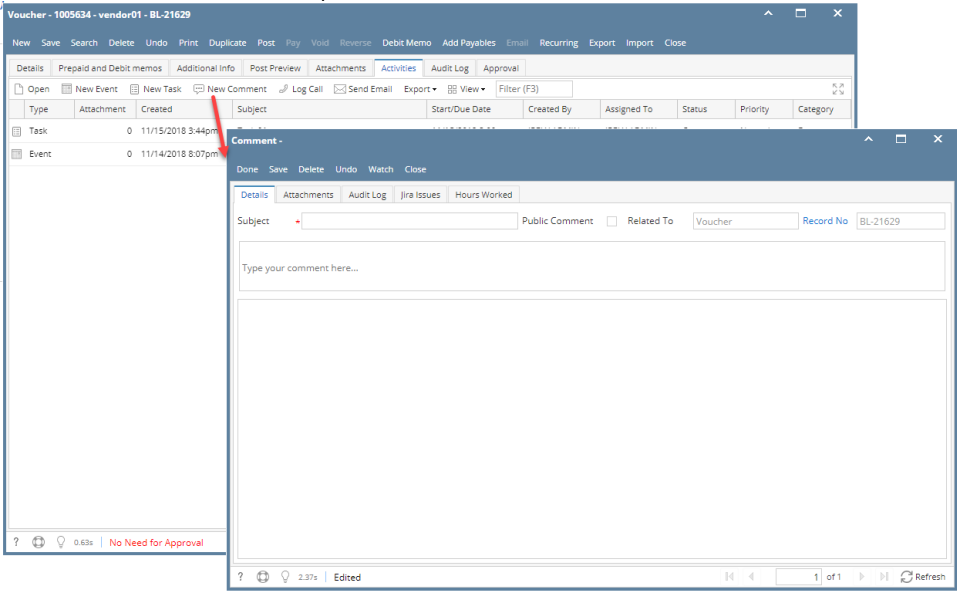 Voucher - 1005634 - vendor01 - BL-21629
New Save Search Delete Undo Print Duplicate Post Pay Void Reverse Debit Memo Add Payables Email Recurring Export Import Close
Details Prepaid and Debit memos Additional Info Post Preview Attachments Activities Audit Log Approval
Open New Event New Task New Comment Log Call Send Email Export View Filter (F3)
Type Attachment Created Subject Start/Due Date Created By Assigned To Status Priority Category
Task 0 11/15/2018 3:44pm
Event 0 11/14/2018 8:07pm
Comment -
Done Save Delete Undo Watch Close
Details Attachments Audit Log Jira Issues Hours Worked
Subject * Public Comment Related To Voucher Record No BL-21629
Type your comment here...
? 0.63s No Need for Approval
? 2.37s Edited 1 of 1 Refresh